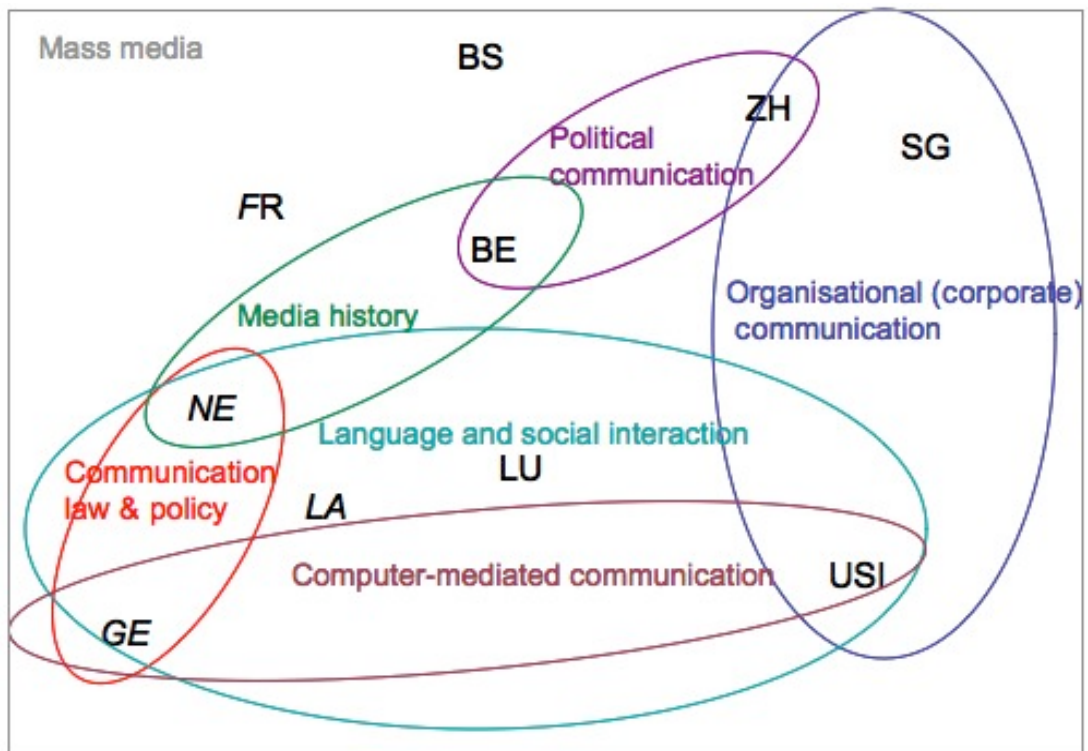 Mass media
BS
ZH
Political
communication
SG
FR
BE
Organisational (corporate)
communication
Media history
NE
Language and social interaction
Communication
law & policy
LU
LA
Computer-mediated communication
USI
GE